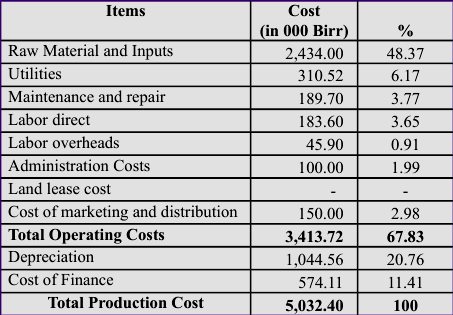 Items Cost (in 000 Birr) %
Raw Material and Inputs 2,434.00 48.37
Utilities 310.52 6.17
Maintenance and repair 189.70 3.77
Labor direct 183.60 3.65
Labor overheads 45.90 0.91
Administration Costs 100.00 1.99
Land lease cost - -
Cost of marketing and distribution 150.00 2.98
Total Operating Costs 3,413.72 67.83
Depreciation 1,044.56 20.76
Cost of Finance 574.11 11.41
Total Production Cost 5,032.40 100